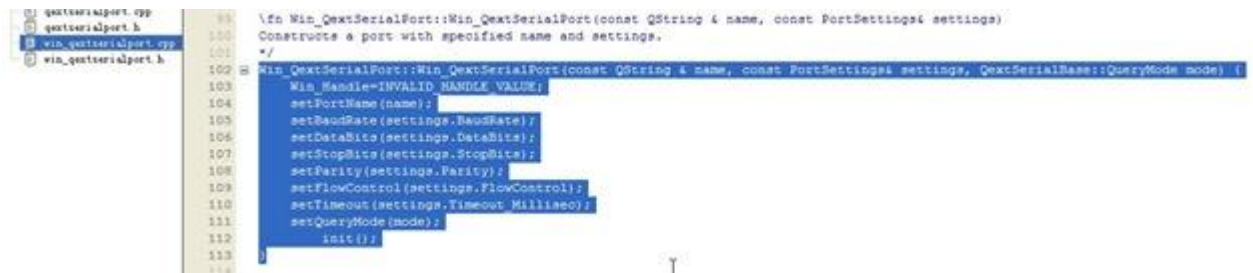 qextserialport.cpp
qextserialport.h
win_qextserialport.cpp
win_qextserialport.h
99 \fn Win_QextSerialPort::Win_QextSerialPort(const QString & name, const PortSettings& settings)
100 Constructs a port with specified name and settings.
101 */
102 Win_QextSerialPort::Win_QextSerialPort(const QString & name, const PortSettings& settings, QextSerialBase::QueryMode mode) {
103 Win_Handle=INVALID_HANDLE_VALUE;
104 setPortName(name);
105 setBaudRate(settings.BaudRate);
106 setDataBits(settings.DataBits);
107 setStopBits(settings.StopBits);
108 setParity(settings.Parity);
109 setFlowControl(settings.FlowControl);
110 setTimeout(settings.Timeout_Millisec);
111 setQueryMode(mode);
112 init();
113 }